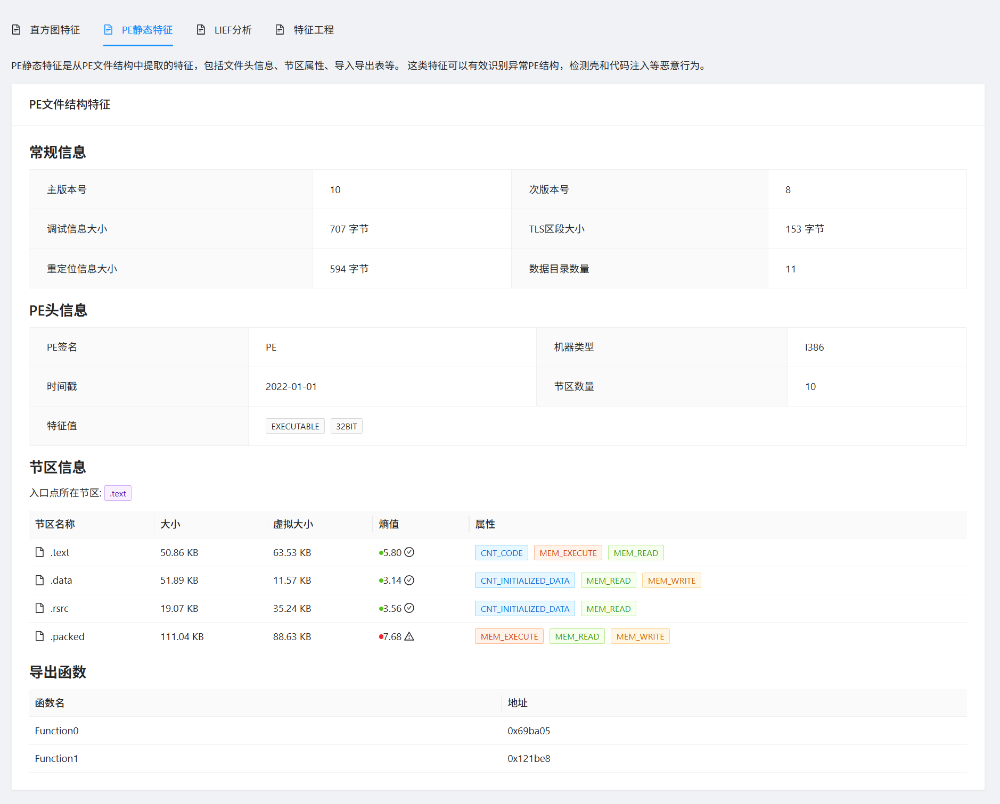 直方图特征 PE静态特征 LIEF分析 特征工程
PE静态特征是从PE文件结构中提取的特征，包括文件头信息、节区属性、导入导出表等。 这类特征可以有效识别异常PE结构，检测壳和代码注入等恶意行为。
PE文件结构特征
常规信息
主版本号 10 次版本号 8
调试信息大小 707 字节 TLS区段大小 153 字节
重定位信息大小 594 字节 数据目录数量 11
PE头信息
PE签名 PE 机器类型 I386
时间戳 2022-01-01 节区数量 10
特征值 EXECUTABLE 32BIT
节区信息
入口点所在节区: .text
节区名称 大小 虚拟大小 熵值 属性
.text 50.86 KB 63.53 KB 5.80 CNT_CODE MEM_EXECUTE MEM_READ
.data 51.89 KB 11.57 KB 3.14 CNT_INITIALIZED_DATA MEM_READ MEM_WRITE
.rsrc 19.07 KB 35.24 KB 3.56 CNT_INITIALIZED_DATA MEM_READ
.packed 111.04 KB 88.63 KB 7.68 MEM_EXECUTE MEM_READ MEM_WRITE
导出函数
函数名 地址
Function0 0x69ba05
Function1 0x121be8